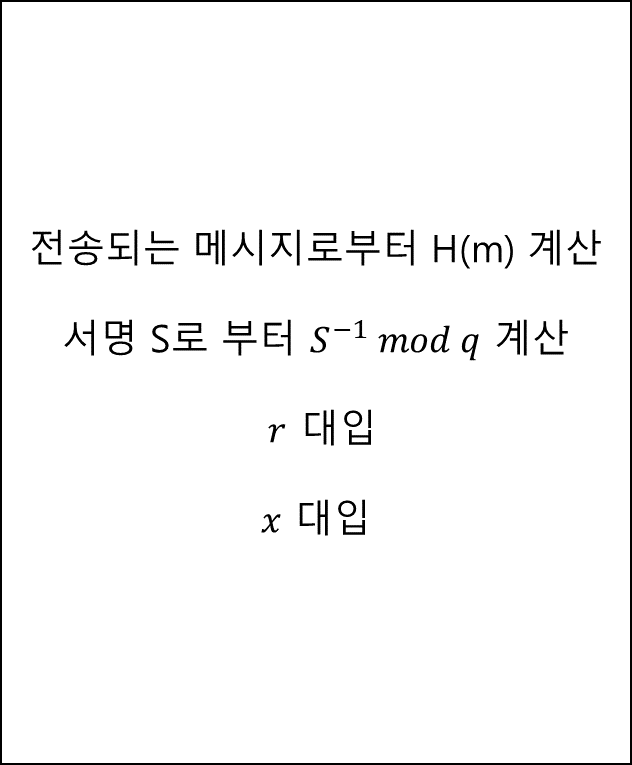 전송되는 메시지로부터 H(m) 계산
서명 S로 부터 $S^{-1} \, mod \, q$ 계산
$r$ 대입
$x$ 대입